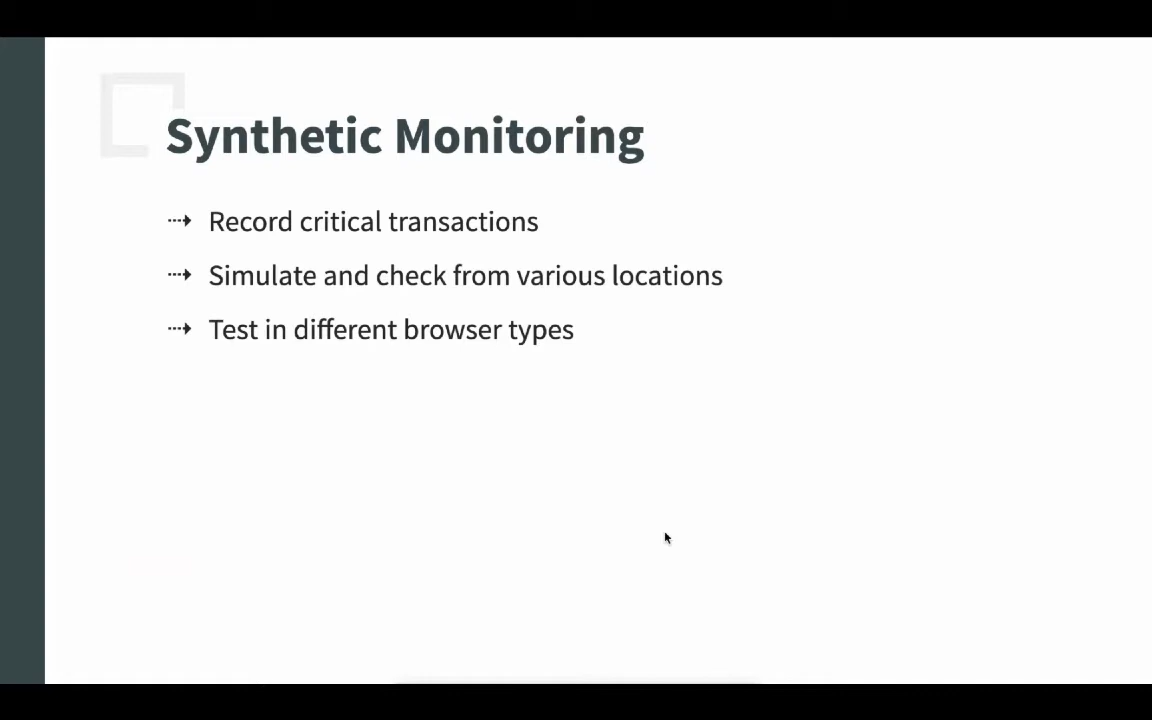 Synthetic Monitoring
Record critical transactions
Simulate and check from various locations
Test in different browser types